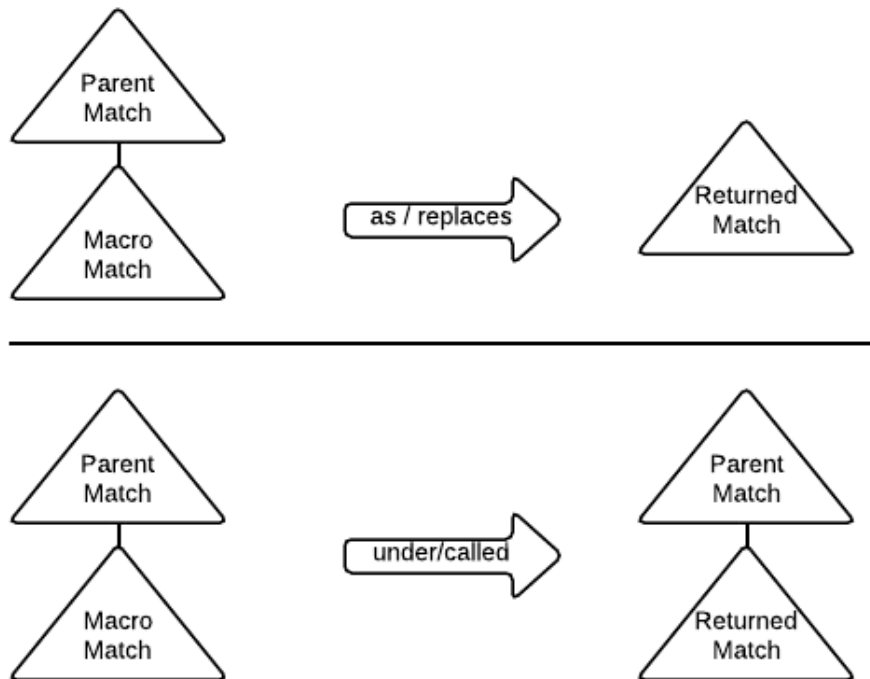 Parent
Match
Macro
Match
as / replaces
Returned
Match
Parent
Match
Macro
Match
under/called
Parent
Match
Returned
Match